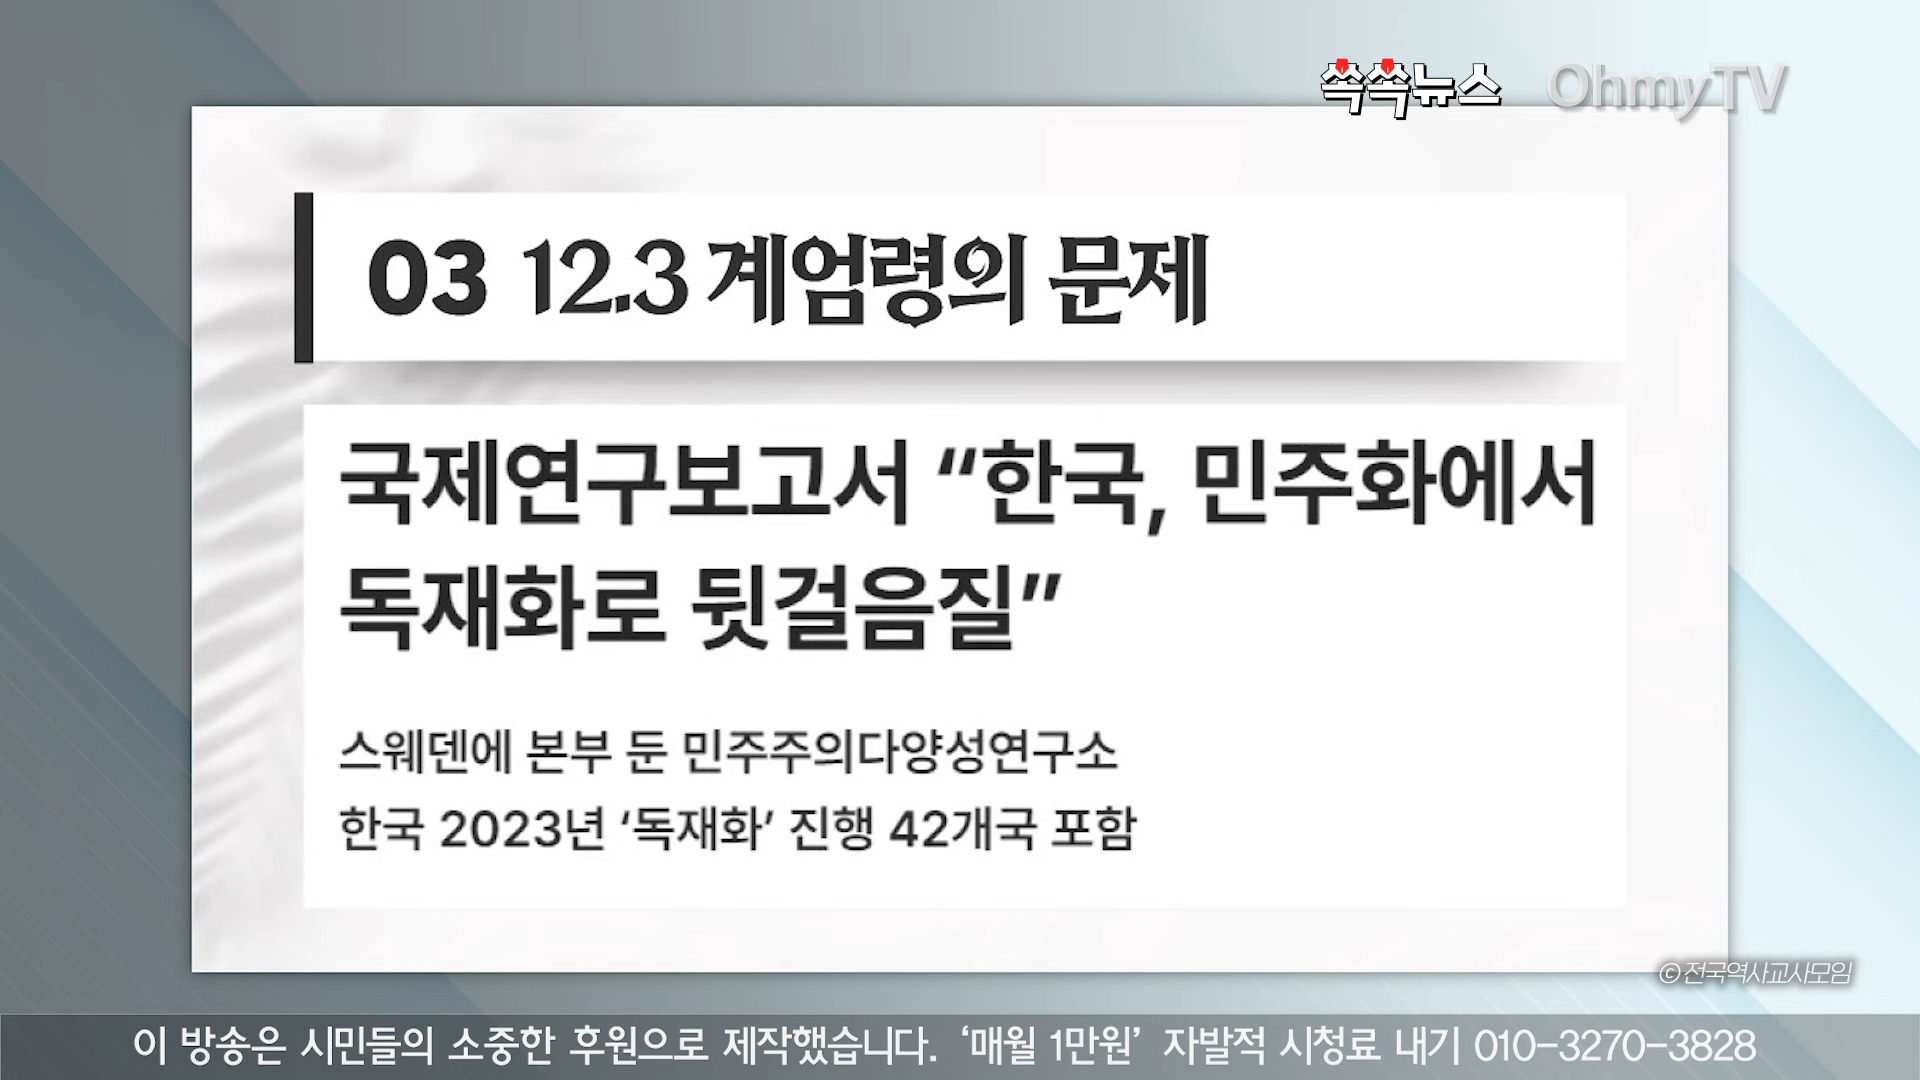 쏙쏙뉴스 OhmyTV
03 12.3 계엄령의 문제
국제연구보고서 “한국, 민주화에서
독재화로 뒷걸음질”
스웨덴에 본부 둔 민주주의다양성연구소
한국 2023년 ‘독재화’ 진행 42개국 포함
© 전국역사교사모임
이 방송은 시민들의 소중한 후원으로 제작했습니다. ‘매월 1만원’ 자발적 시청료 내기 010-3270-3828